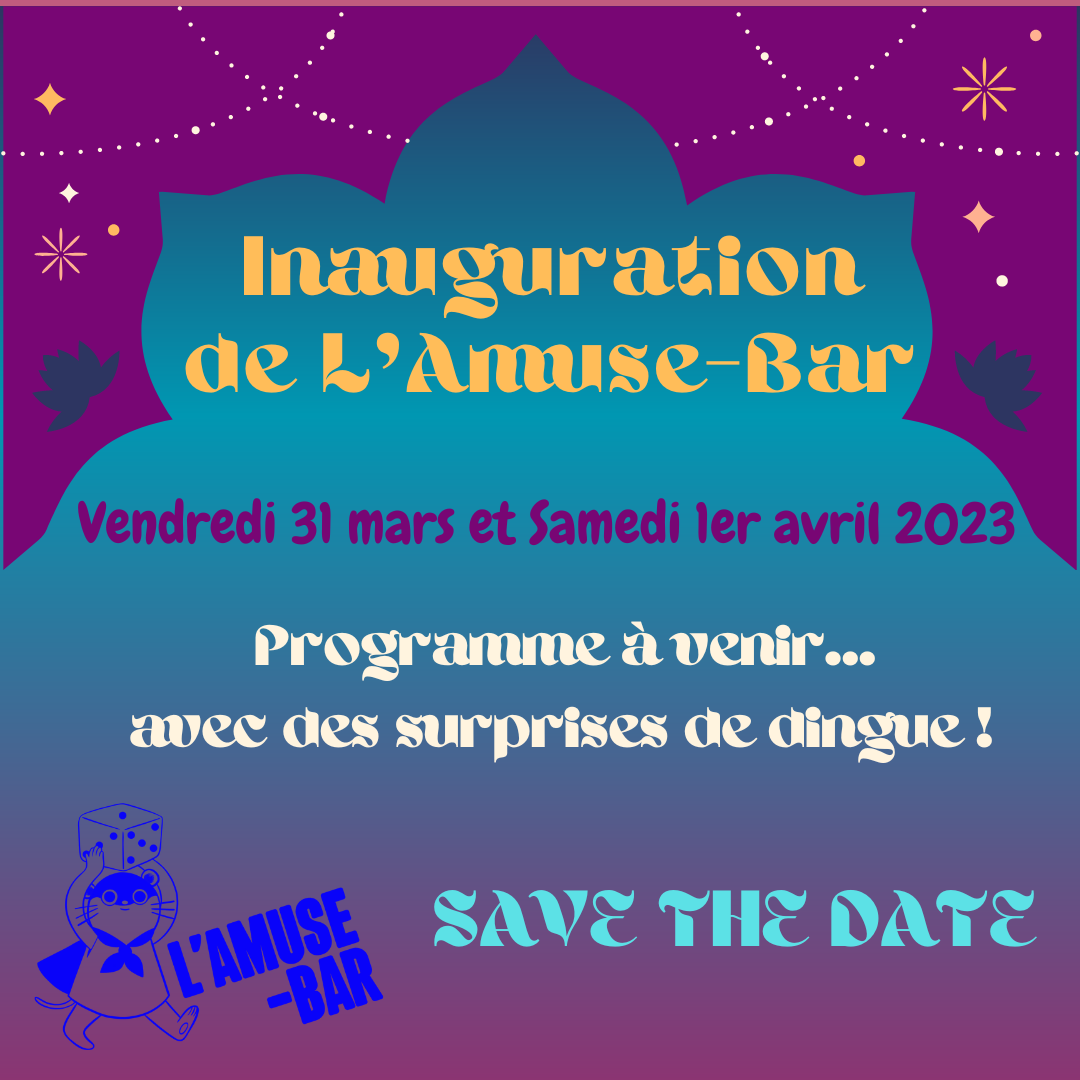 Inauguration
de L'Amuse-Bar
Vendredi 31 mars et Samedi 1er avril 2023
Programme à venir...
avec des surprises de dingue !
L'AMUSE
-BAR
SAVE THE DATE